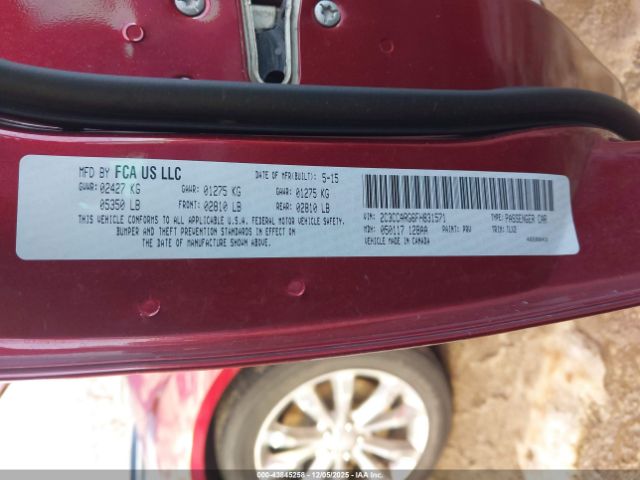 MFD BY FCA US LLC DATE OF MFR(BUILT): 5-15
GVWR: 02427 KG GAWR: 01275 KG GAWR: 01275 KG
05350 LB FRONT: 02810 LB REAR: 02810 LB
THIS VEHICLE CONFORMS TO ALL APPLICABLE U.S.A. FEDERAL MOTOR VEHICLE SAFETY,
BUMPER AND THEFT PREVENTION STANDARDS IN EFFECT ON
THE DATE OF MANUFACTURE SHOWN ABOVE.
VIN: 2C3CCARG6FH831571 TYPE: PASSENGER CAR
MDH: 050117 128AA PAINT: PRV TRIM: TLX2
VEHICLE MADE IN CANADA
000-43845258 - 12/05/2025 - IAA Inc.